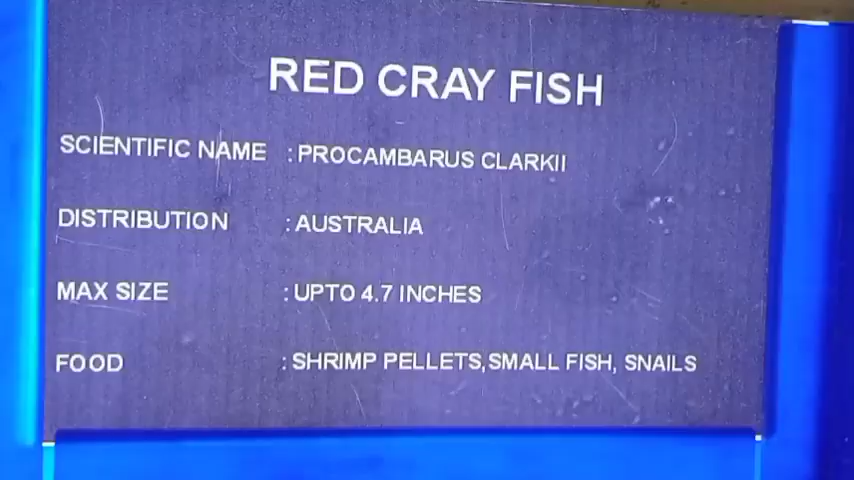 RED CRAY FISH
SCIENTIFIC NAME : PROCAMBARUS CLARKII
DISTRIBUTION : AUSTRALIA
MAX SIZE : UPTO 4.7 INCHES
FOOD : SHRIMP PELLETS,SMALL FISH, SNAILS